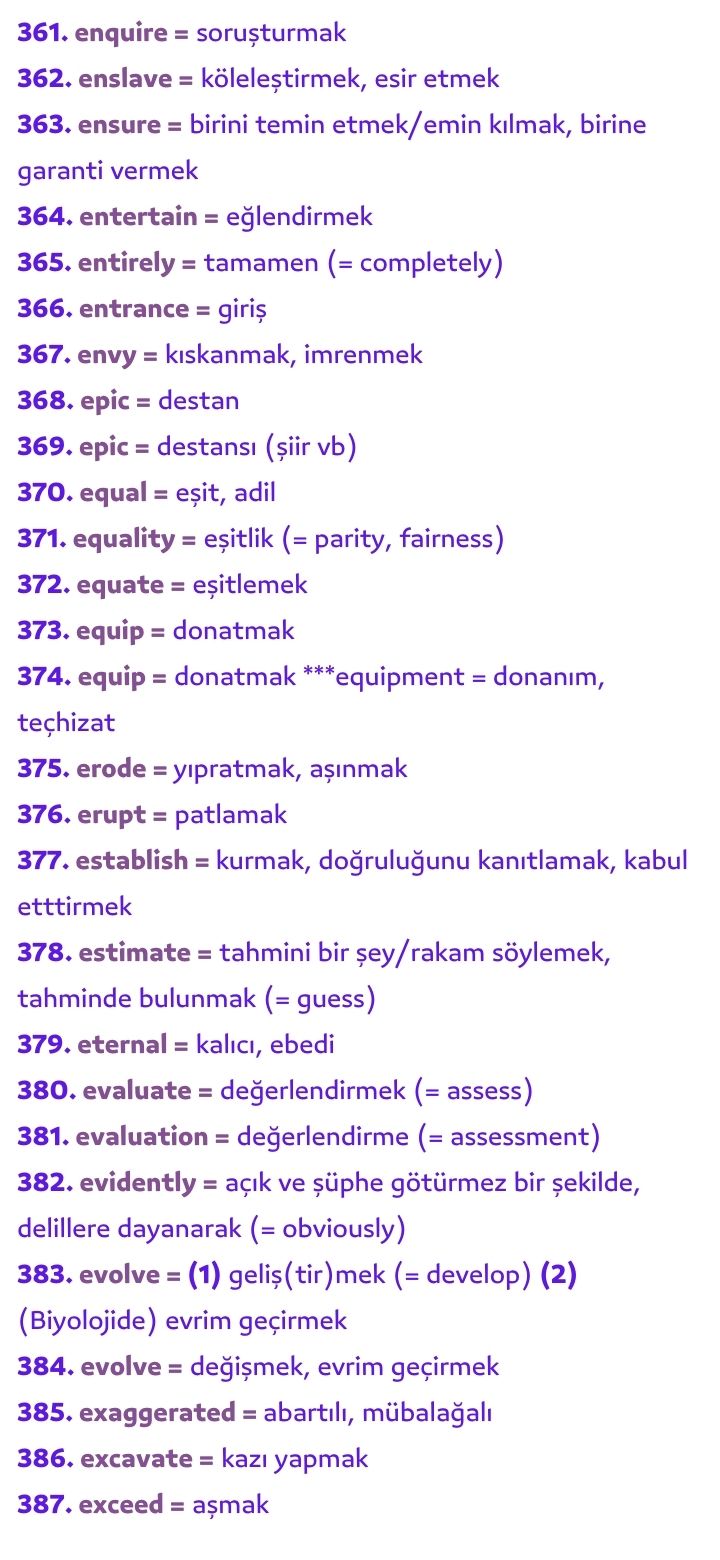 361. enquire = soruşturmak
362. enslave = köleleştirmek, esir etmek
363. ensure = birini temin etmek/emin kılmak, birine
garanti vermek
364. entertain = eğlendirmek
365. entirely = tamamen (= completely)
366. entrance = giriş
367. envy = kıskanmak, imrenmek
368. epic = destan
369. epic = destansı (şiir vb)
370. equal = eşit, adil
371. equality = eşitlik (= parity, fairness)
372. equate = eşitlemek
373. equip = donatmak
374. equip = donatmak ***equipment = donanım,
teçhizat
375. erode = yıpratmak, aşınmak
376. erupt = patlamak
377. establish = kurmak, doğruluğunu kanıtlamak, kabul
etttirmek
378. estimate = tahmini bir şey/rakam söylemek,
tahminde bulunmak (= guess)
379. eternal = kalıcı, ebedi
380. evaluate = değerlendirmek (= assess)
381. evaluation = değerlendirme (= assessment)
382. evidently = açık ve şüphe götürmez bir şekilde,
delillere dayanarak (= obviously)
383. evolve = (1) geliş(tir)mek (= develop) (2)
(Biyolojide) evrim geçirmek
384. evolve = değişmek, evrim geçirmek
385. exaggerated = abartılı, mübalağalı
386. excavate = kazı yapmak
387. exceed = aşmak